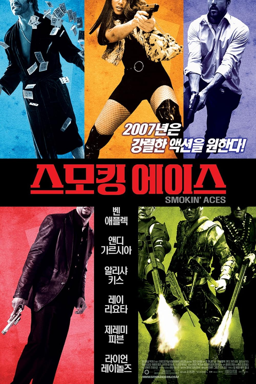 2007년은
강렬한 액션을 원한다!
스모킹 에이스
SMOKIN' ACES
벤
애플렉
앤디
가르시아
알리샤
키스
레이
리요타
제레미
피븐
라이언
레이놀즈